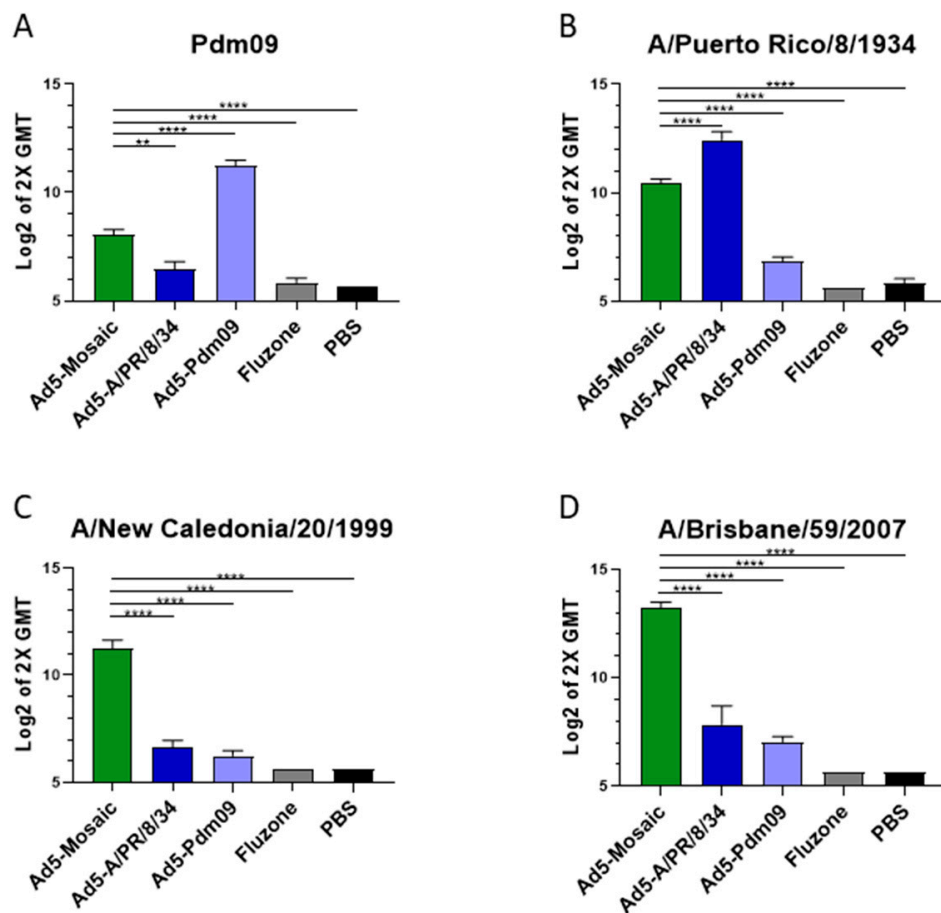 A
Pdm09
Log2 of 2X GMT
15
10
5
****
****
****
**
Ad5-Mosaic
Ad5-A/PR/8/34
Ad5-Pdm09
Fluzone
PBS
B
A/Puerto Rico/8/1934
Log2 of 2X GMT
15
10
5
****
****
****
****
Ad5-Mosaic
Ad5-A/PR/8/34
Ad5-Pdm09
Fluzone
PBS
C
A/New Caledonia/20/1999
Log2 of 2X GMT
15
10
5
****
****
****
****
Ad5-Mosaic
Ad5-A/PR/8/34
Ad5-Pdm09
Fluzone
PBS
D
A/Brisbane/59/2007
Log2 of 2X GMT
15
10
5
****
****
****
****
Ad5-Mosaic
Ad5-A/PR/8/34
Ad5-Pdm09
Fluzone
PBS